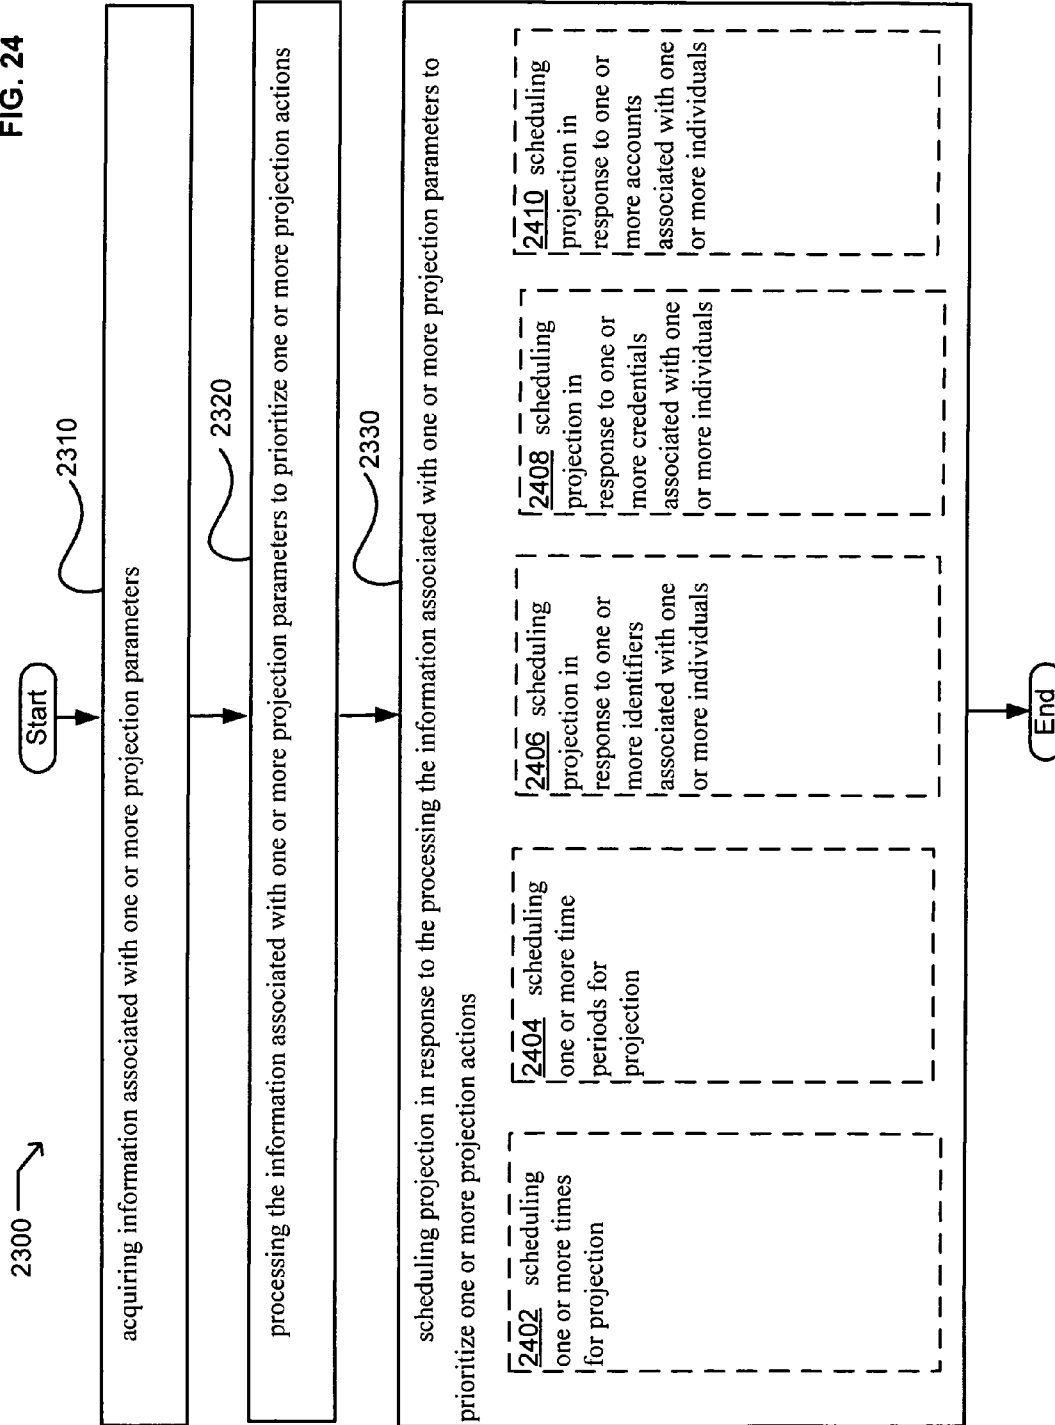 FIG. 24
2300
Start
2310
acquiring information associated with one or more projection parameters
2320
processing the information associated with one or more projection parameters to prioritize one or more projection actions
2330
scheduling projection in response to the processing the information associated with one or more projection parameters to
prioritize one or more projection actions
2402 scheduling
one or more times
for projection
2404 scheduling
one or more time
periods for
projection
2406 scheduling
projection in
response to one or
more identifiers
associated with one
or more individuals
2408 scheduling
projection in
response to one or
more credentials
associated with one
or more individuals
2410 scheduling
projection in
response to one or
more accounts
associated with one
or more individuals
End